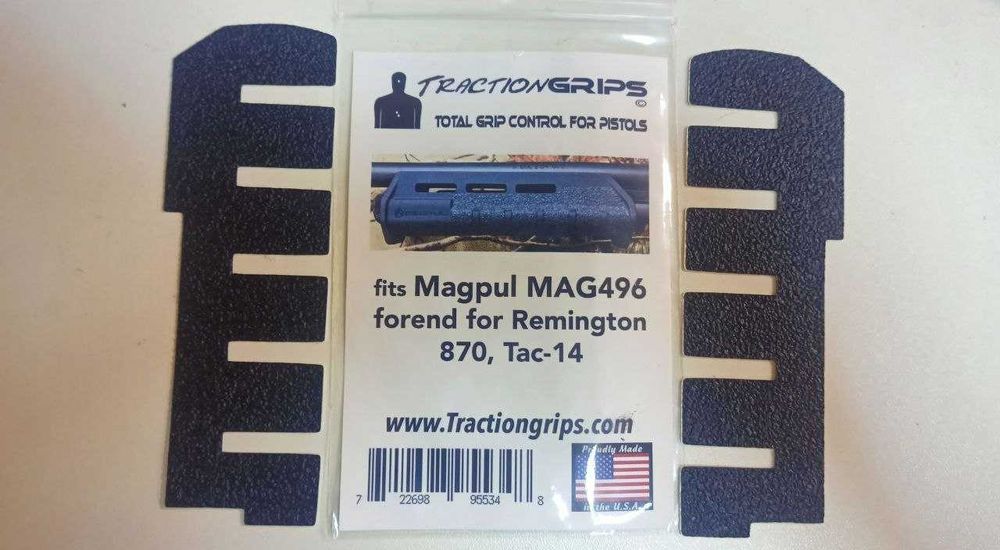 TRACTIONGRIPS
©
TOTAL GRIP CONTROL FOR PISTOLS
fits Magpul MAG496
forend for Remington
870, Tac-14
www.Tractiongrips.com
Proudly Made
in the U.S.A.
7 22698 95534 8